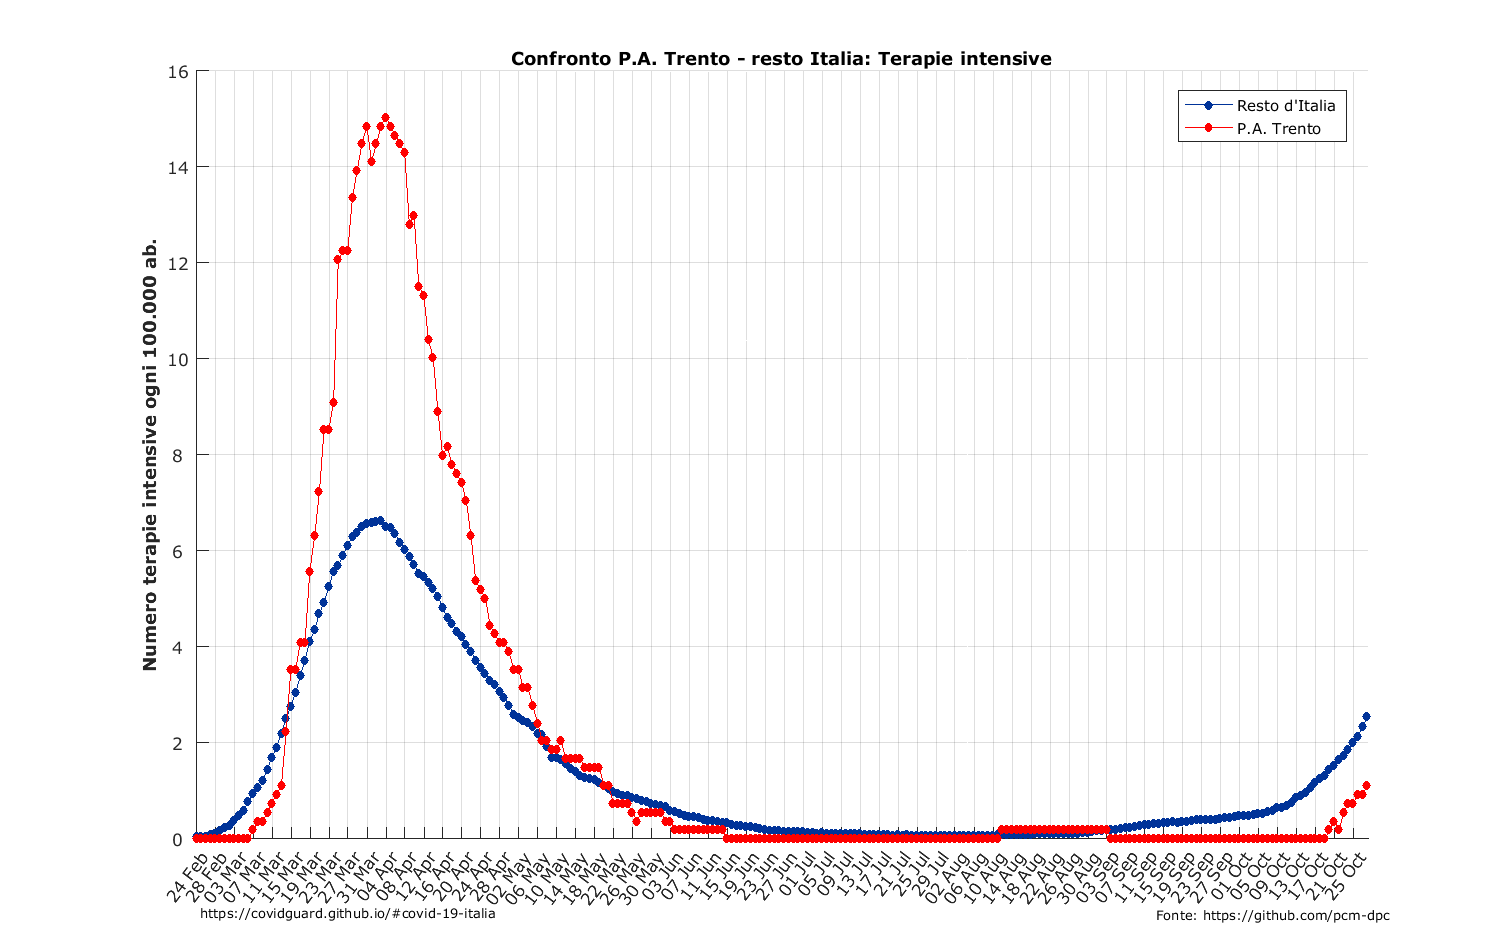 Confronto P.A. Trento - resto Italia: Terapie intensive
Resto d'Italia
P.A. Trento
Numero terapie intensive ogni 100.000 ab.
16
14
12
10
8
6
4
2
0
24 Feb
28 Feb
03 Mar
07 Mar
11 Mar
15 Mar
19 Mar
23 Mar
27 Mar
31 Mar
04 Apr
08 Apr
12 Apr
16 Apr
20 Apr
24 Apr
28 Apr
02 May
06 May
10 May
14 May
18 May
22 May
26 May
30 May
03 Jun
07 Jun
11 Jun
15 Jun
19 Jun
23 Jun
27 Jun
01 Jul
05 Jul
09 Jul
13 Jul
17 Jul
21 Jul
25 Jul
29 Jul
02 Aug
06 Aug
10 Aug
14 Aug
18 Aug
22 Aug
26 Aug
30 Aug
03 Sep
07 Sep
11 Sep
15 Sep
19 Sep
23 Sep
27 Sep
01 Oct
05 Oct
09 Oct
13 Oct
17 Oct
21 Oct
25 Oct
https://covidguard.github.io/#covid-19-italia
Fonte: https://github.com/pcm-dpc